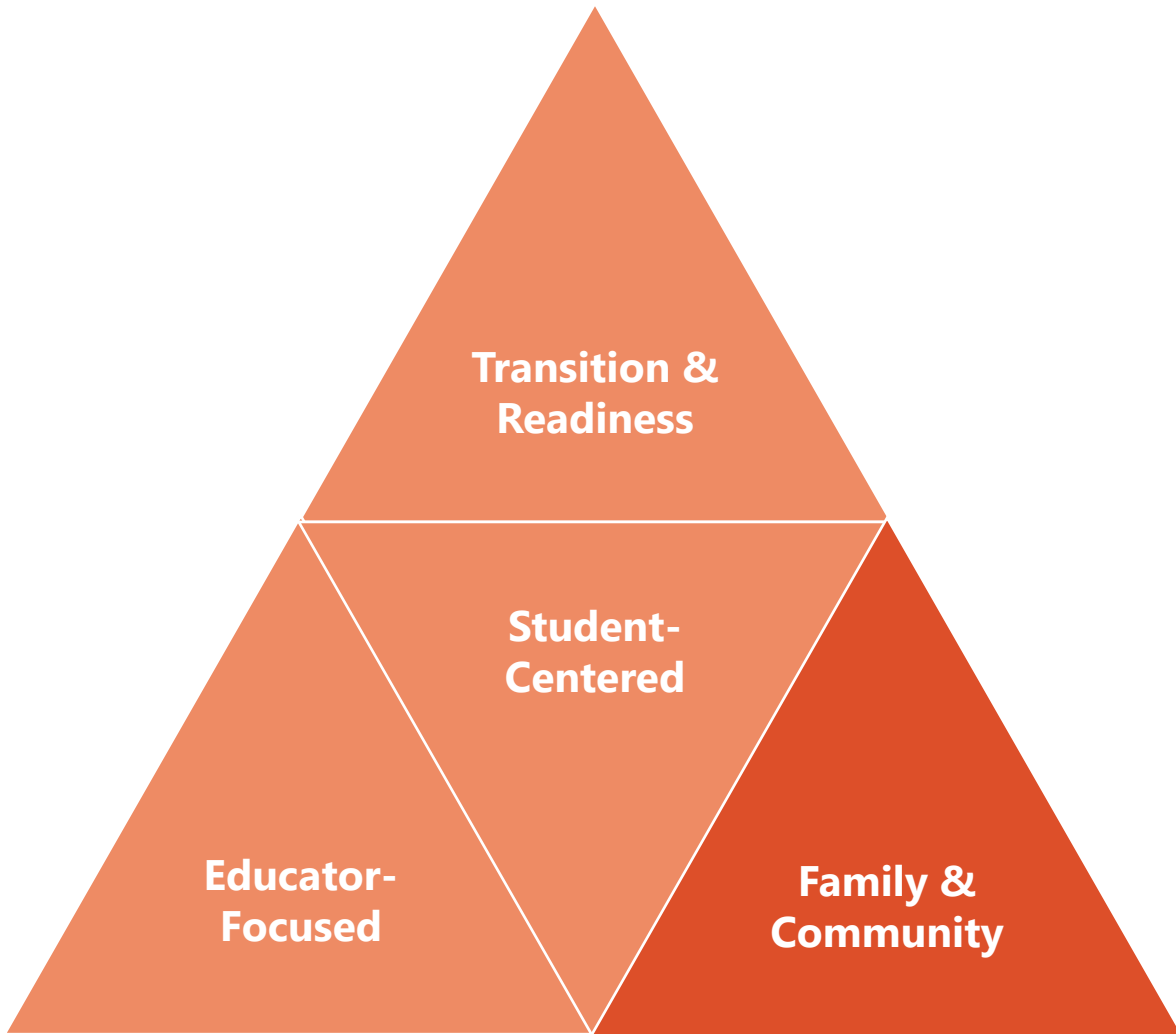 Transition &
Readiness
Student-
Centered
Educator-
Focused
Family &
Community